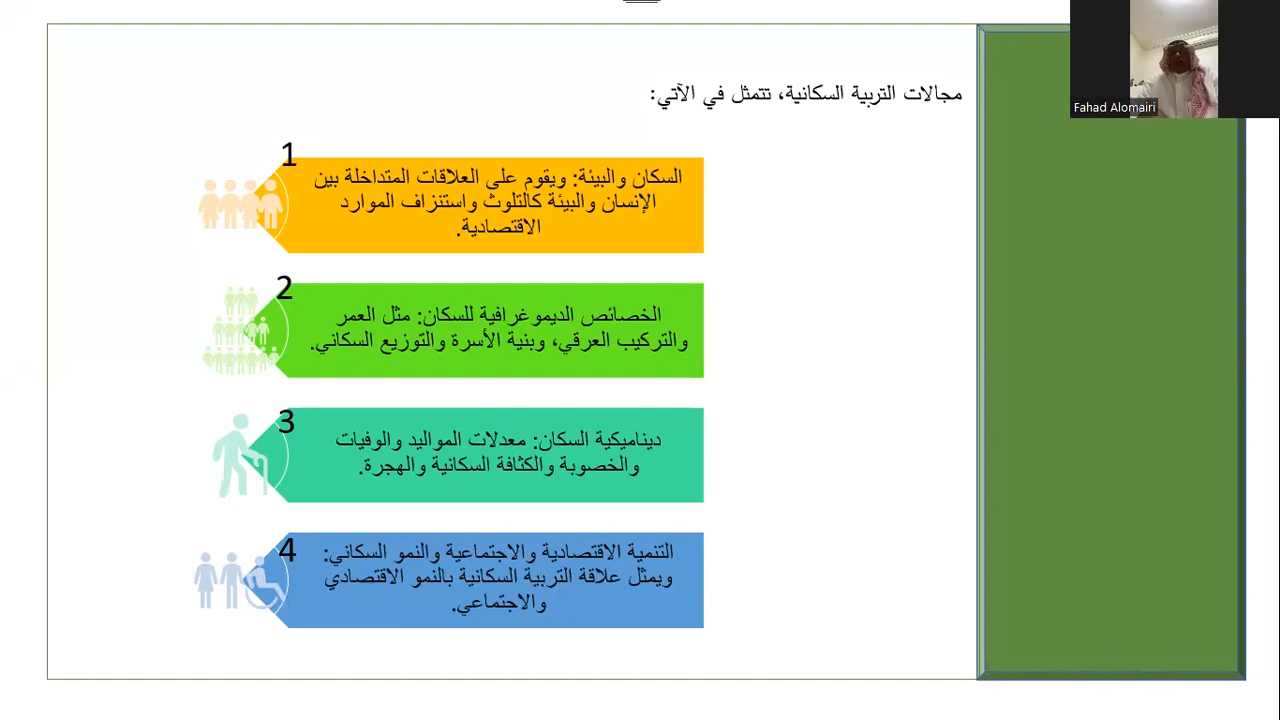 مجالات التربية السكانية، تتمثل في الآتي:
1
السكان والبيئة: ويقوم على العلاقات المتداخلة بين
الإنسان والبيئة كالتلوث واستنزاف الموارد
الاقتصادية.
2
الخصائص الديموغرافية للسكان: مثل العمر
والتركيب العرقي، وبنية الأسرة والتوزيع السكاني.
3
ديناميكية السكان: معدلات المواليد والوفيات
والخصوبة والكثافة السكانية والهجرة.
4
التنمية الاقتصادية والاجتماعية والنمو السكاني:
ويمثل علاقة التربية السكانية بالنمو الاقتصادي
والاجتماعي.
Fahad Alomairi